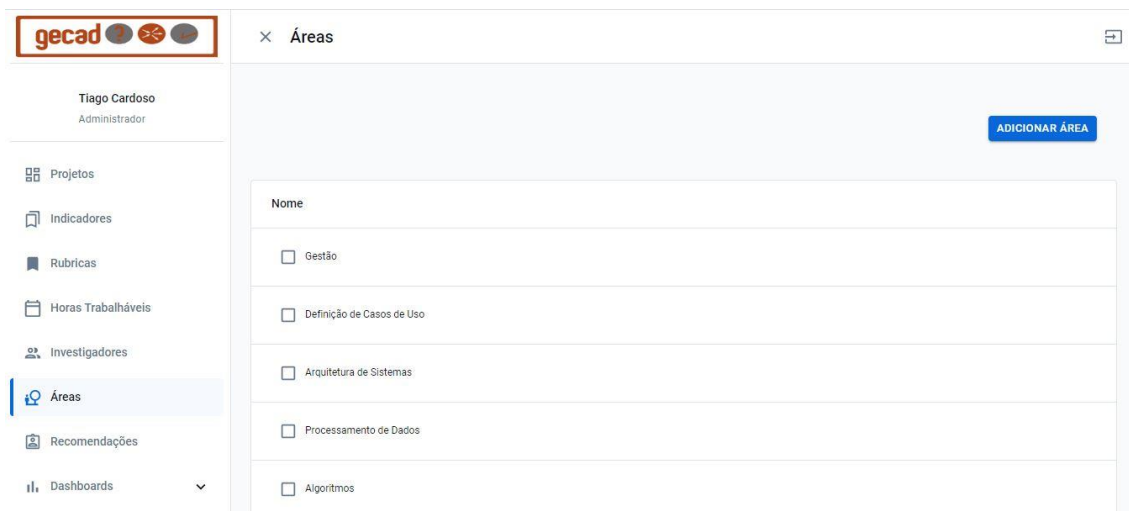 gecad ?
Tiago Cardoso
Administrador
Projetos
Indicadores
Rubricas
Horas Trabalháveis
Investigadores
Áreas
Recomendações
Dashboards
Áreas
ADICIONAR ÁREA
Nome
Gestão
Definição de Casos de Uso
Arquitetura de Sistemas
Processamento de Dados
Algoritmos